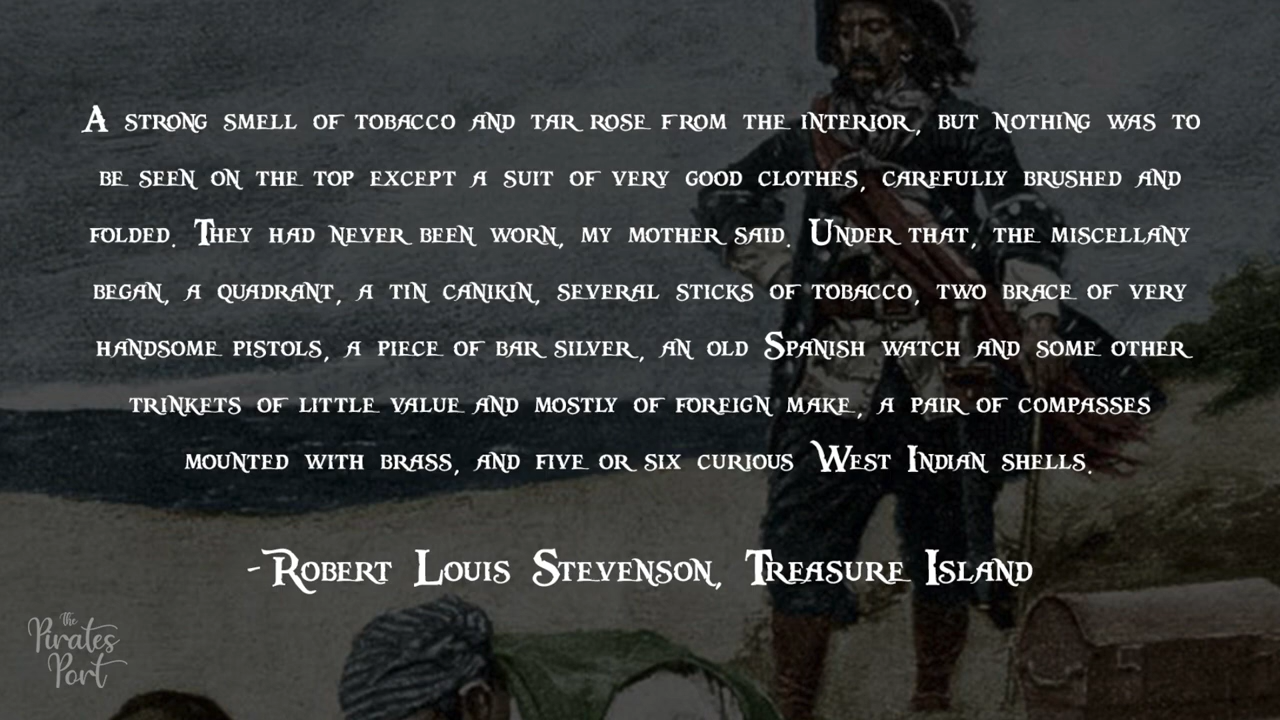 A strong smell of tobacco and tar rose from the interior, but nothing was to
be seen on the top except a suit of very good clothes, carefully brushed and
folded. They had never been worn, my mother said. Under that, the miscellany
began, a quadrant, a tin canikin, several sticks of tobacco, two brace of very
handsome pistols, a piece of bar silver, an old Spanish watch and some other
trinkets of little value and mostly of foreign make, a pair of compasses
mounted with brass, and five or six curious West Indian shells.
- Robert Louis Stevenson, Treasure Island
the
Pirates
Port